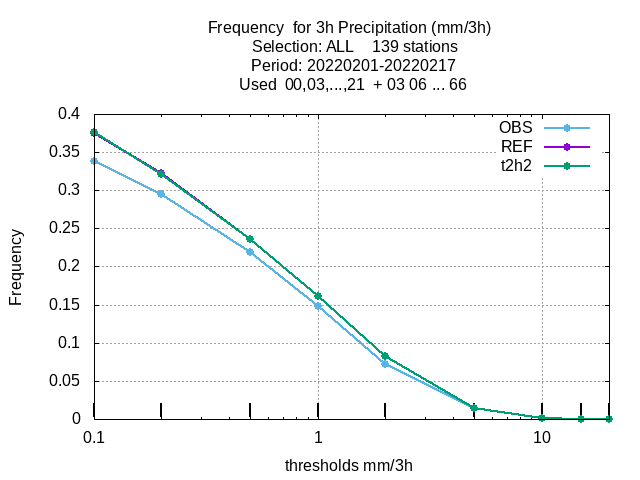 Frequency  for 3h Precipitation (mm/3h)
Selection: ALL    139 stations
Period: 20220201-20220217
Used  00,03,...,21  + 03 06 ... 66
0.4
0.35
0.3
0.25
0.2
0.15
0.1
0.05
0
Frequency
OBS
REF
t2h2
0.1 1 10
thresholds mm/3h